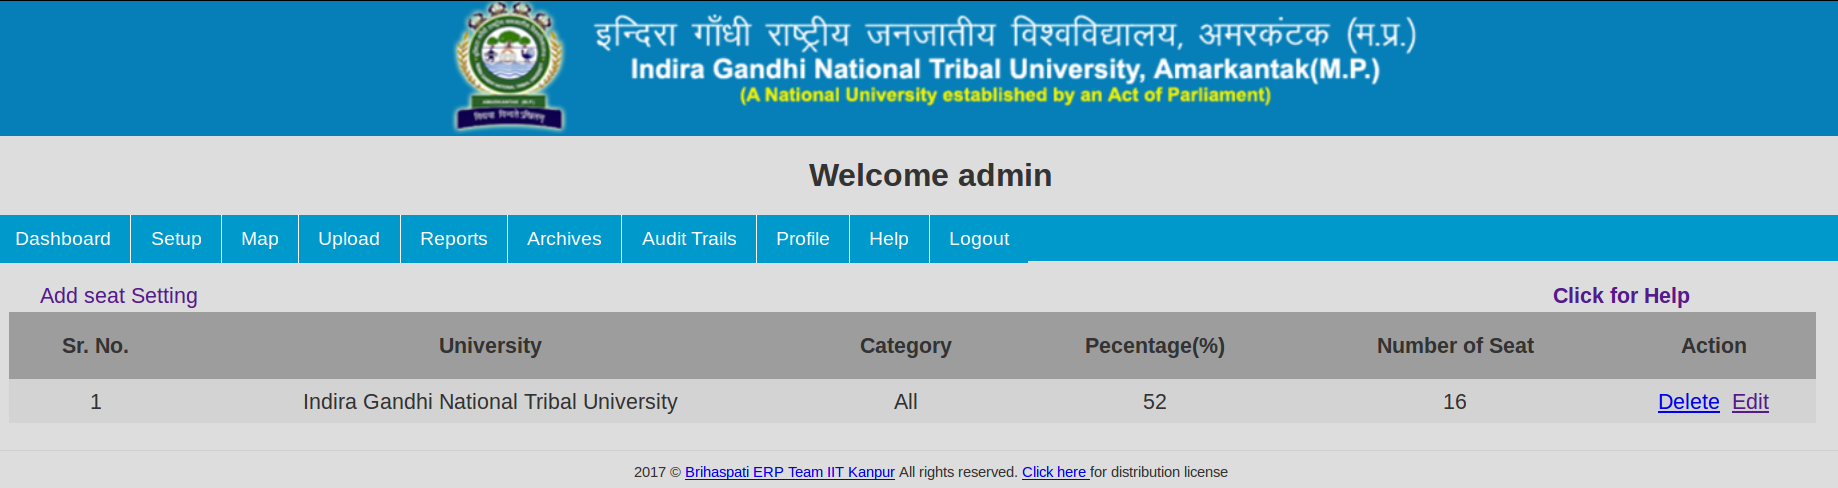 इन्दिरा गाँधी राष्ट्रीय जनजातीय विश्वविद्यालय, अमरकंटक (म.प्र.)
Indira Gandhi National Tribal University, Amarkantak(M.P.)
(A National University established by an Act of Parliament)
AMARKANTAK (M.P.)
Welcome admin
Dashboard Setup Map Upload Reports Archives Audit Trails Profile Help Logout
Add seat Setting Click for Help
Sr. No. University Category Pecentage(%) Number of Seat Action
1 Indira Gandhi National Tribal University All 52 16 Delete Edit
2017 © Brihaspati ERP Team IIT Kanpur All rights reserved. Click here for distribution license